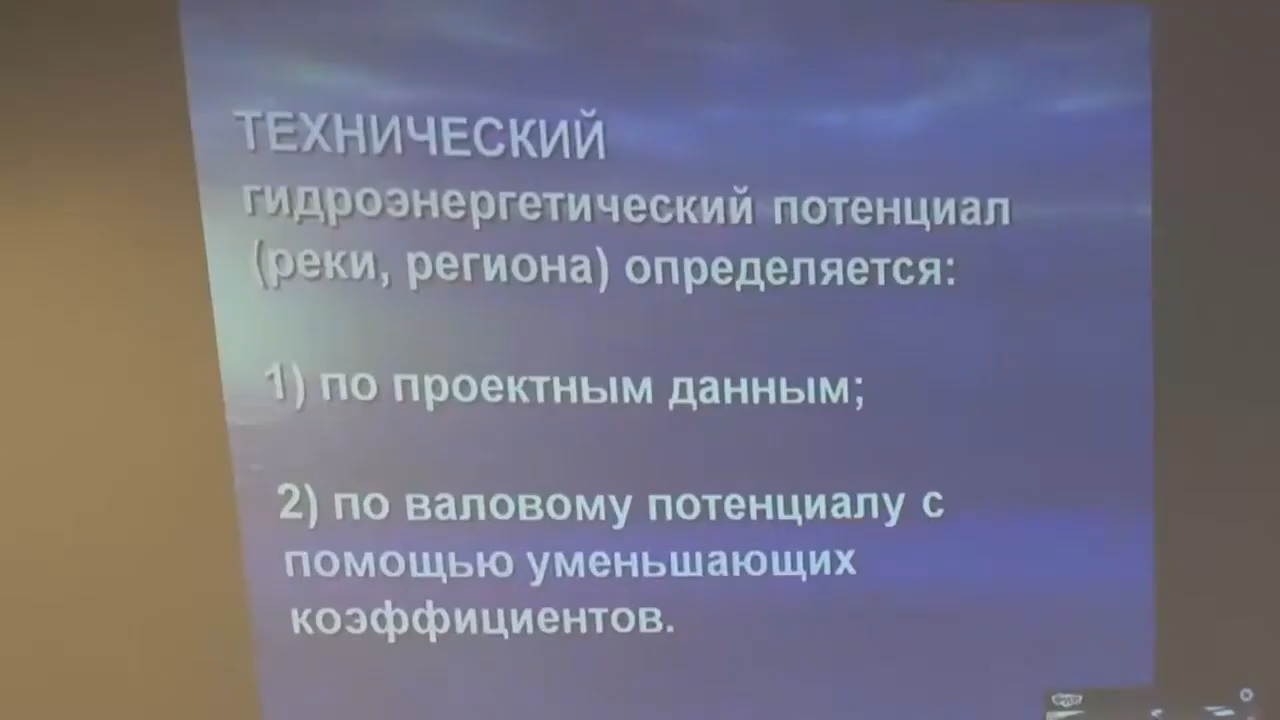 ТЕХНИЧЕСКИЙ
гидроэнергетический потенциал
(реки, региона) определяется:
1) по проектным данным;
2) по валовому потенциалу с
помощью уменьшающих
коэффициентов.